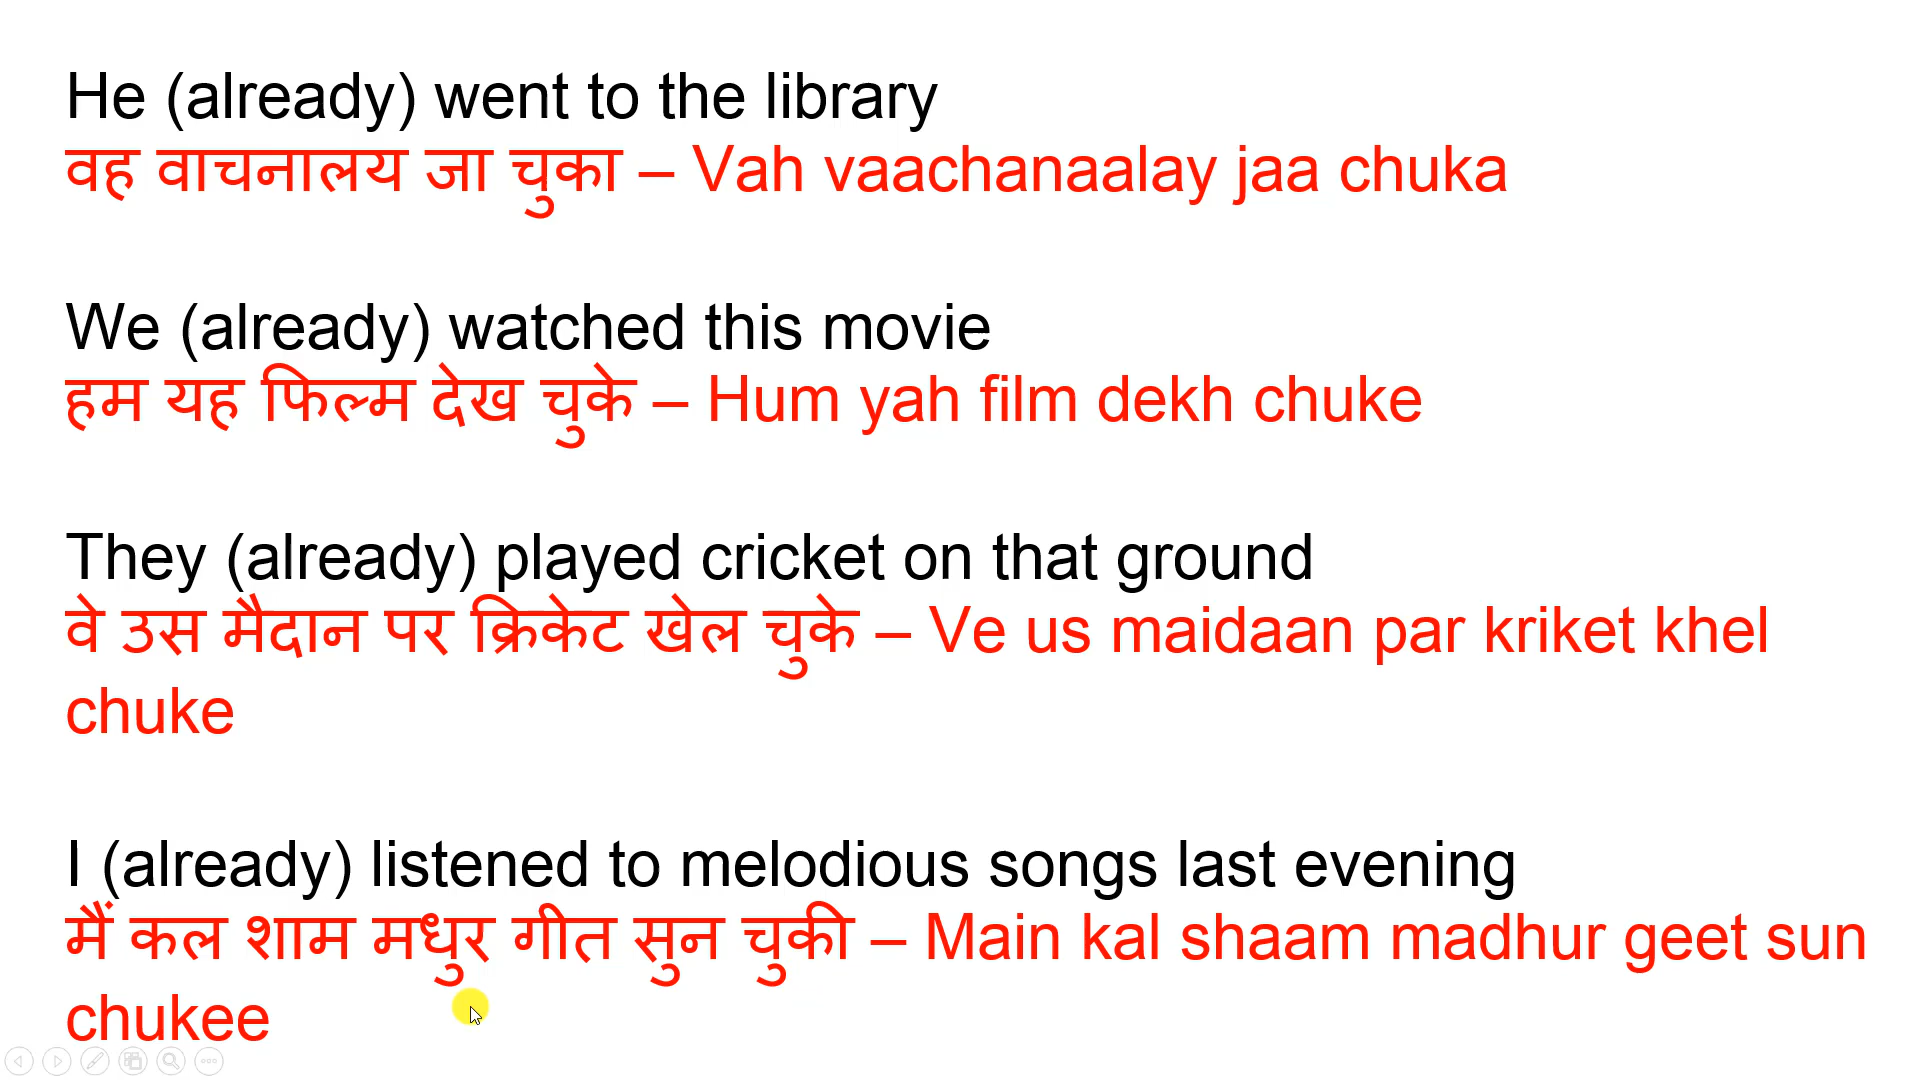 He (already) went to the library
वह वाचनालय जा चुका – Vah vaachanaalay jaa chuka
We (already) watched this movie
हम यह फिल्म देख चुके – Hum yah film dekh chuke
They (already) played cricket on that ground
वे उस मैदान पर क्रिकेट खेल चुके – Ve us maidaan par kriket khel
chuke
I (already) listened to melodious songs last evening
मैं कल शाम मधुर गीत सुन चुकी – Main kal shaam madhur geet sun
chukee